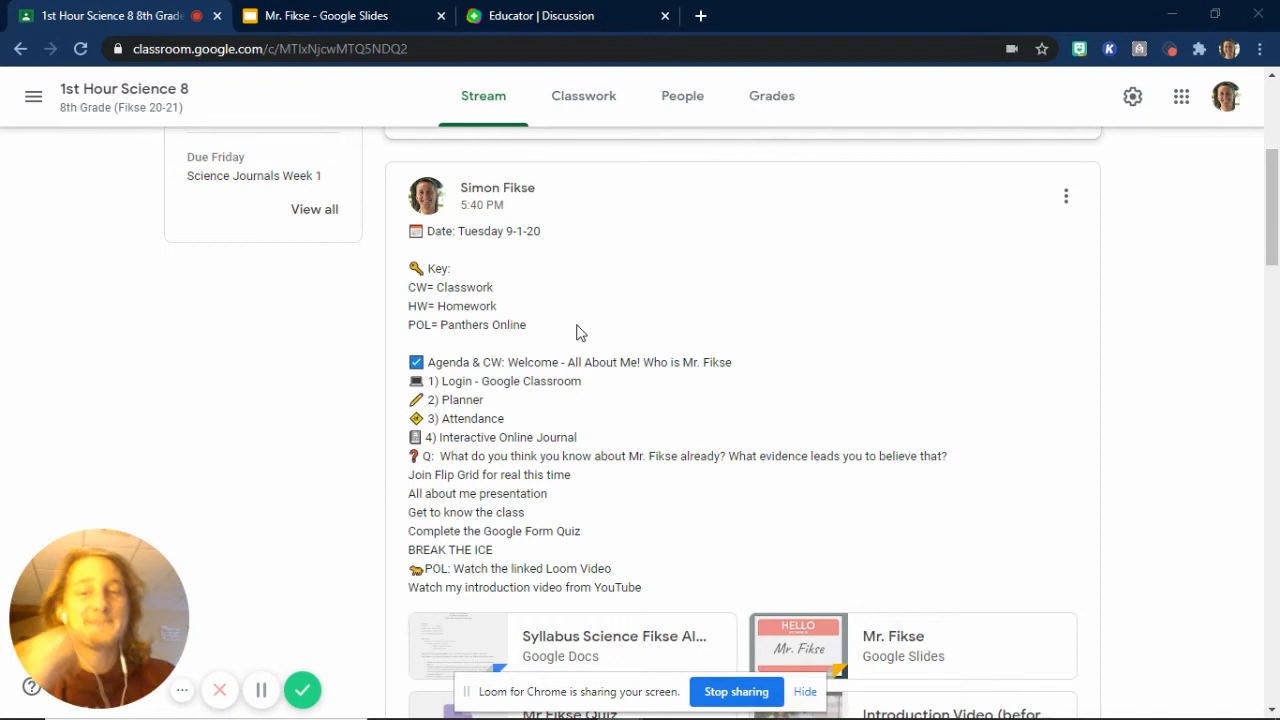 1st Hour Science 8 8th Grade
Mr. Fikse - Google Slides
Educator | Discussion
classroom.google.com/c/MTIxNjcwMTQ5NDQ2
1st Hour Science 8
8th Grade (Fikse 20-21)
Stream
Classwork
People
Grades
Due Friday
Science Journals Week 1
View all
Simon Fikse
5:40 PM
Date: Tuesday 9-1-20
Key:
CW= Classwork
HW= Homework
POL= Panthers Online
Agenda & CW: Welcome - All About Me! Who is Mr. Fikse
1) Login - Google Classroom
2) Planner
3) Attendance
4) Interactive Online Journal
Q: What do you think you know about Mr. Fikse already? What evidence leads you to believe that?
Join Flip Grid for real this time
All about me presentation
Get to know the class
Complete the Google Form Quiz
BREAK THE ICE
POL: Watch the linked Loom Video
Watch my introduction video from YouTube
Syllabus Science Fikse Al...
Google Docs
HELLO
Mr. Fikse
Mr. Fikse
Google Slides
Loom for Chrome is sharing your screen.
Stop sharing
Hide
Mr Fikse Quiz
Introduction Video (befor...